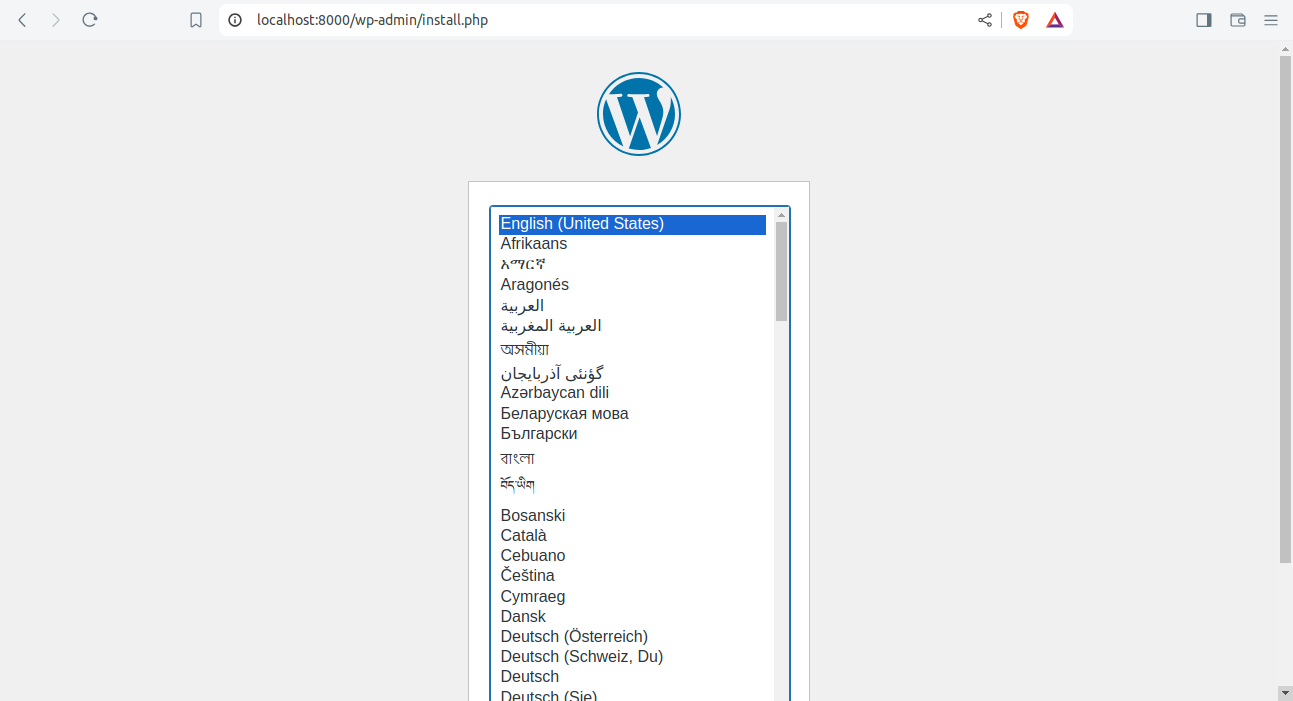 localhost:8000/wp-admin/install.php
English (United States)
Afrikaans
አማርኛ
Aragonés
العربية
العربية المغربية
অসমীয়া
گؤنئی آذربایجان
Azərbaycan dili
Беларуская мова
Български
বাংলা
བོད་ཡིག
Bosanski
Català
Cebuano
Čeština
Cymraeg
Dansk
Deutsch (Österreich)
Deutsch (Schweiz, Du)
Deutsch
Deutsch (Sie)